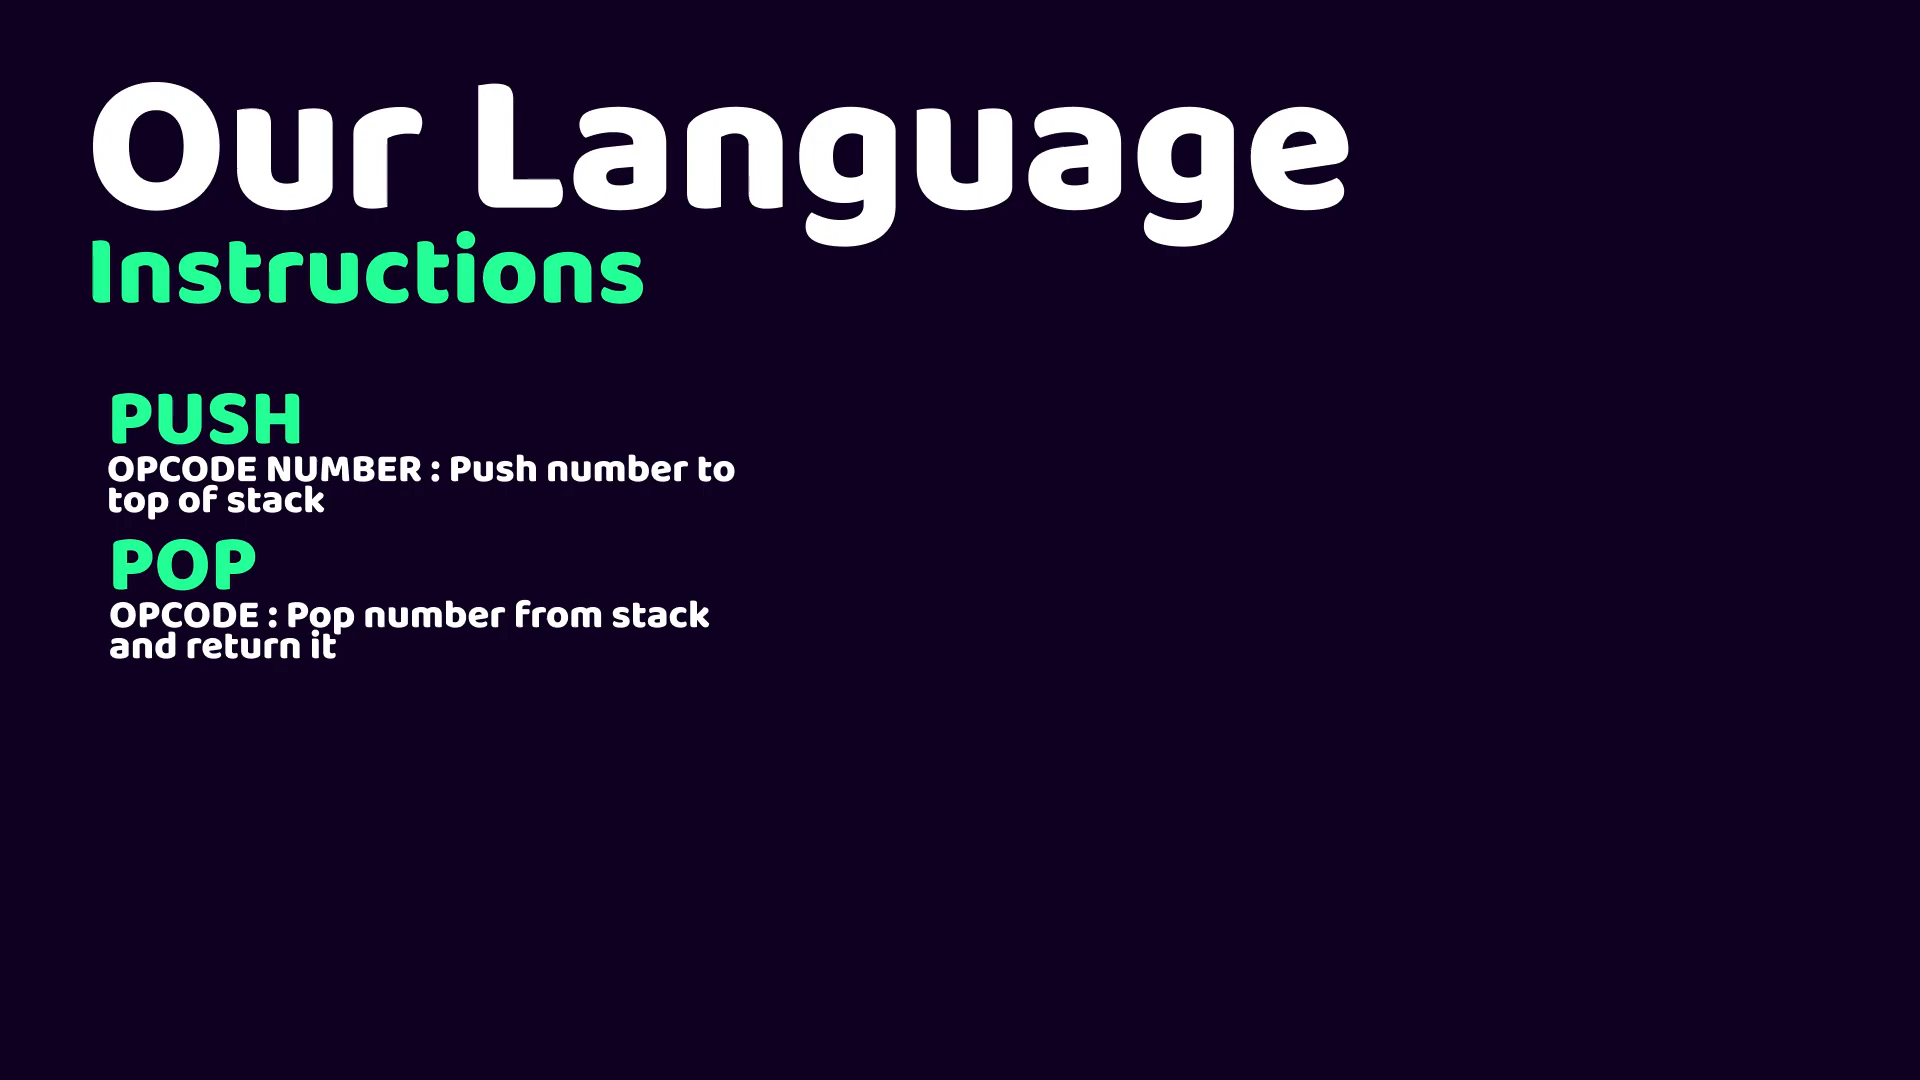 Our Language
Instructions
PUSH
OPCODE NUMBER : Push number to
top of stack
POP
OPCODE : Pop number from stack
and return it